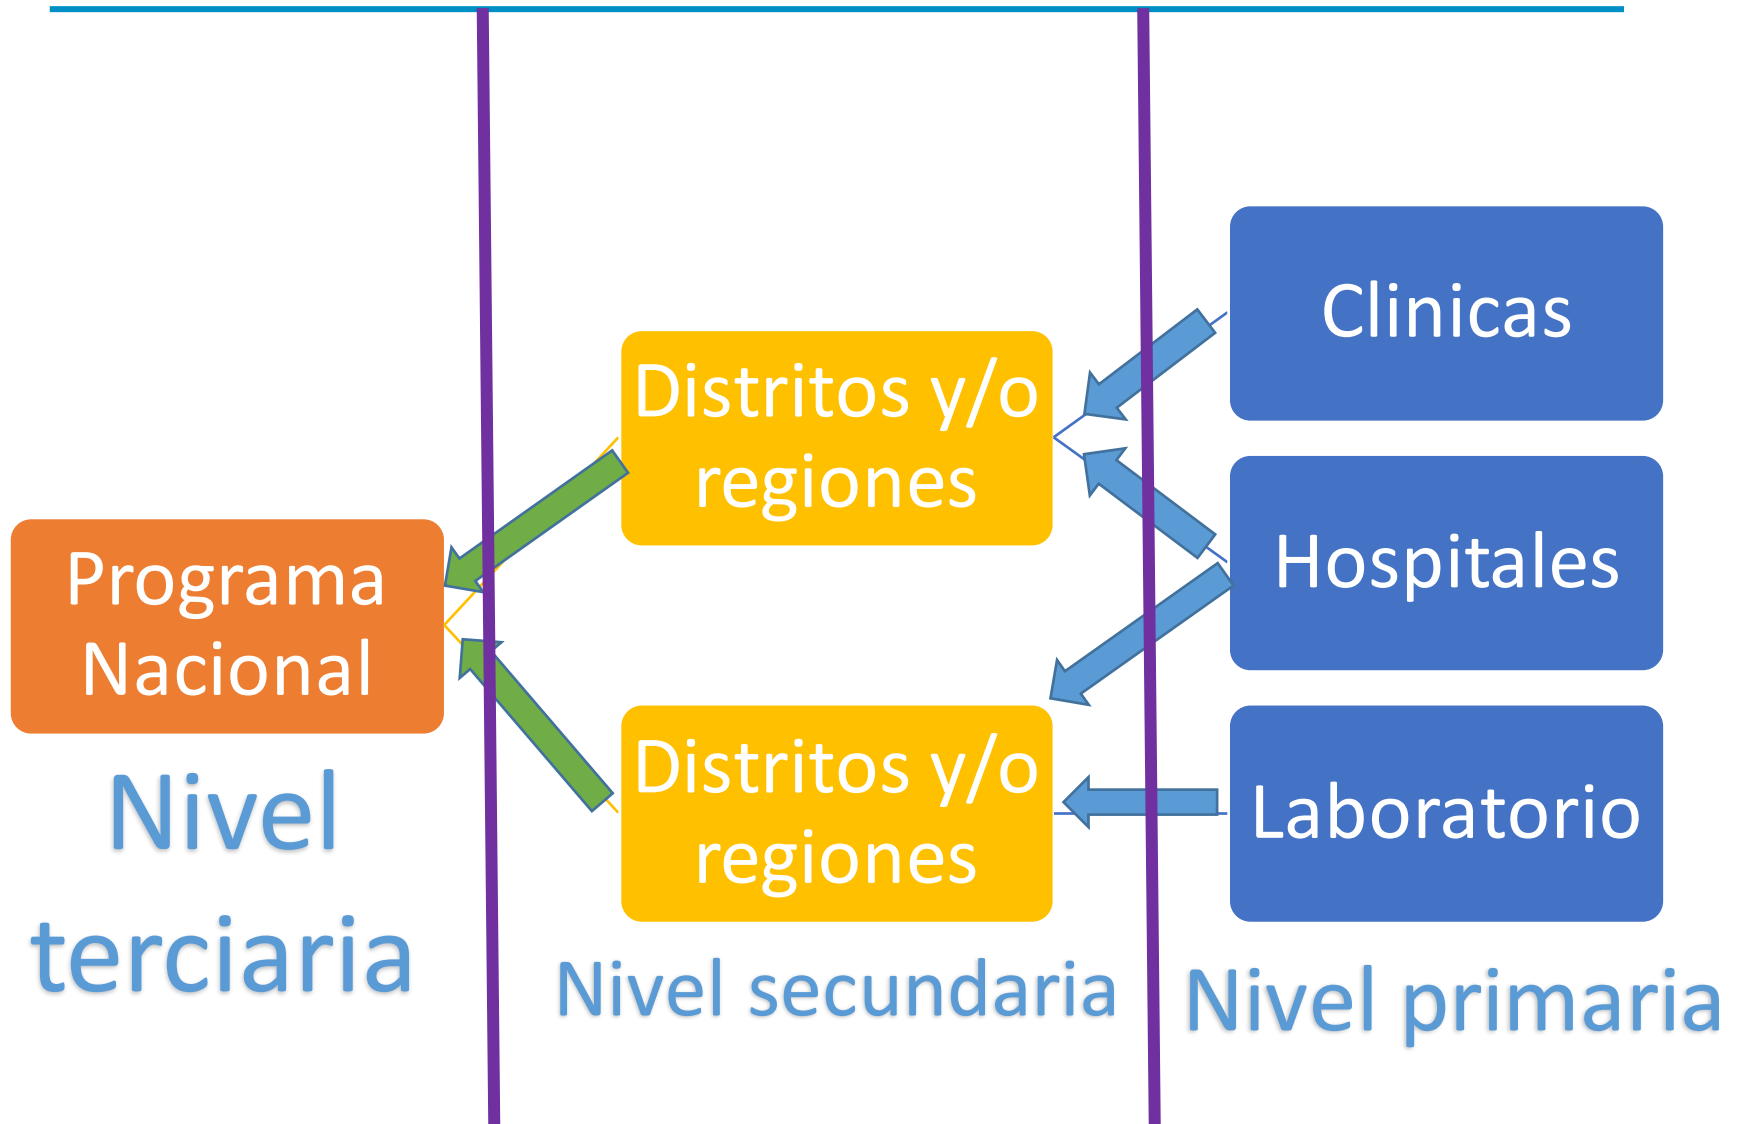 Programa
Nacional
Nivel
terciaria
Distritos y/o
regiones
Distritos y/o
regiones
Nivel secundaria
Clinicas
Hospitales
Laboratorio
Nivel primaria